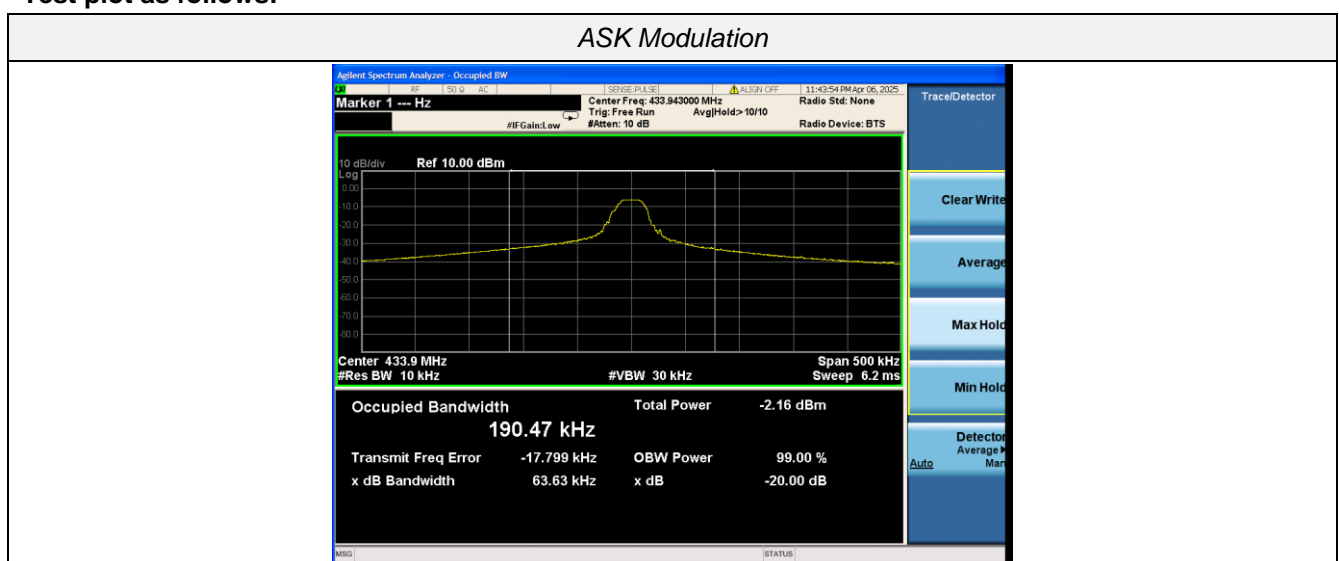 Test plot as follows:
ASK Modulation
Agilent Spectrum Analyzer - Occupied BW
RF 50 Ω AC SENSE:PULSE ALIGN OFF 11:43:54 PM Apr 06, 2025
Marker 1 --- Hz Center Freq: 433.943000 MHz Radio Std: None
Trig: Free Run Avg|Hold:> 10/10
#IFGain:Low #Atten: 10 dB Radio Device: BTS
10 dB/div Ref 10.00 dBm
Log
0.00
-10.0
-20.0
-30.0
-40.0
-50.0
-60.0
-70.0
-80.0
Center 433.9 MHz Span 500 kHz
#Res BW 10 kHz #VBW 30 kHz Sweep 6.2 ms
Occupied Bandwidth Total Power -2.16 dBm
190.47 kHz
Transmit Freq Error -17.799 kHz OBW Power 99.00 %
x dB Bandwidth 63.63 kHz x dB -20.00 dB
MSG STATUS
Trace/Detector
Clear Write
Average
Max Hold
Min Hold
Detector
Average
Auto Man